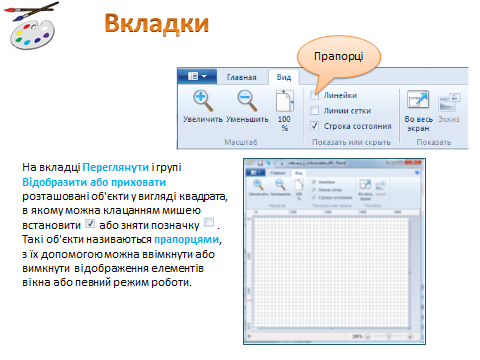 Вкладки
Прапорці
Главная Вид
Линейки
Линии сетки
Строка состояния
Увеличить Уменьшить 100 %
Во весь экран Эскиз
Масштаб Показать или скрыть Показать
На вкладці Переглянути і групі
Відобразити або приховати
розташовані об'єкти у вигляді квадрата,
в якому можна клацанням мишею
встановити або зняти позначку .
Такі об'єкти називаються прапорцями,
з їх допомогою можна ввімкнути або
вимкнути відображення елементів
вікна або певний режим роботи.